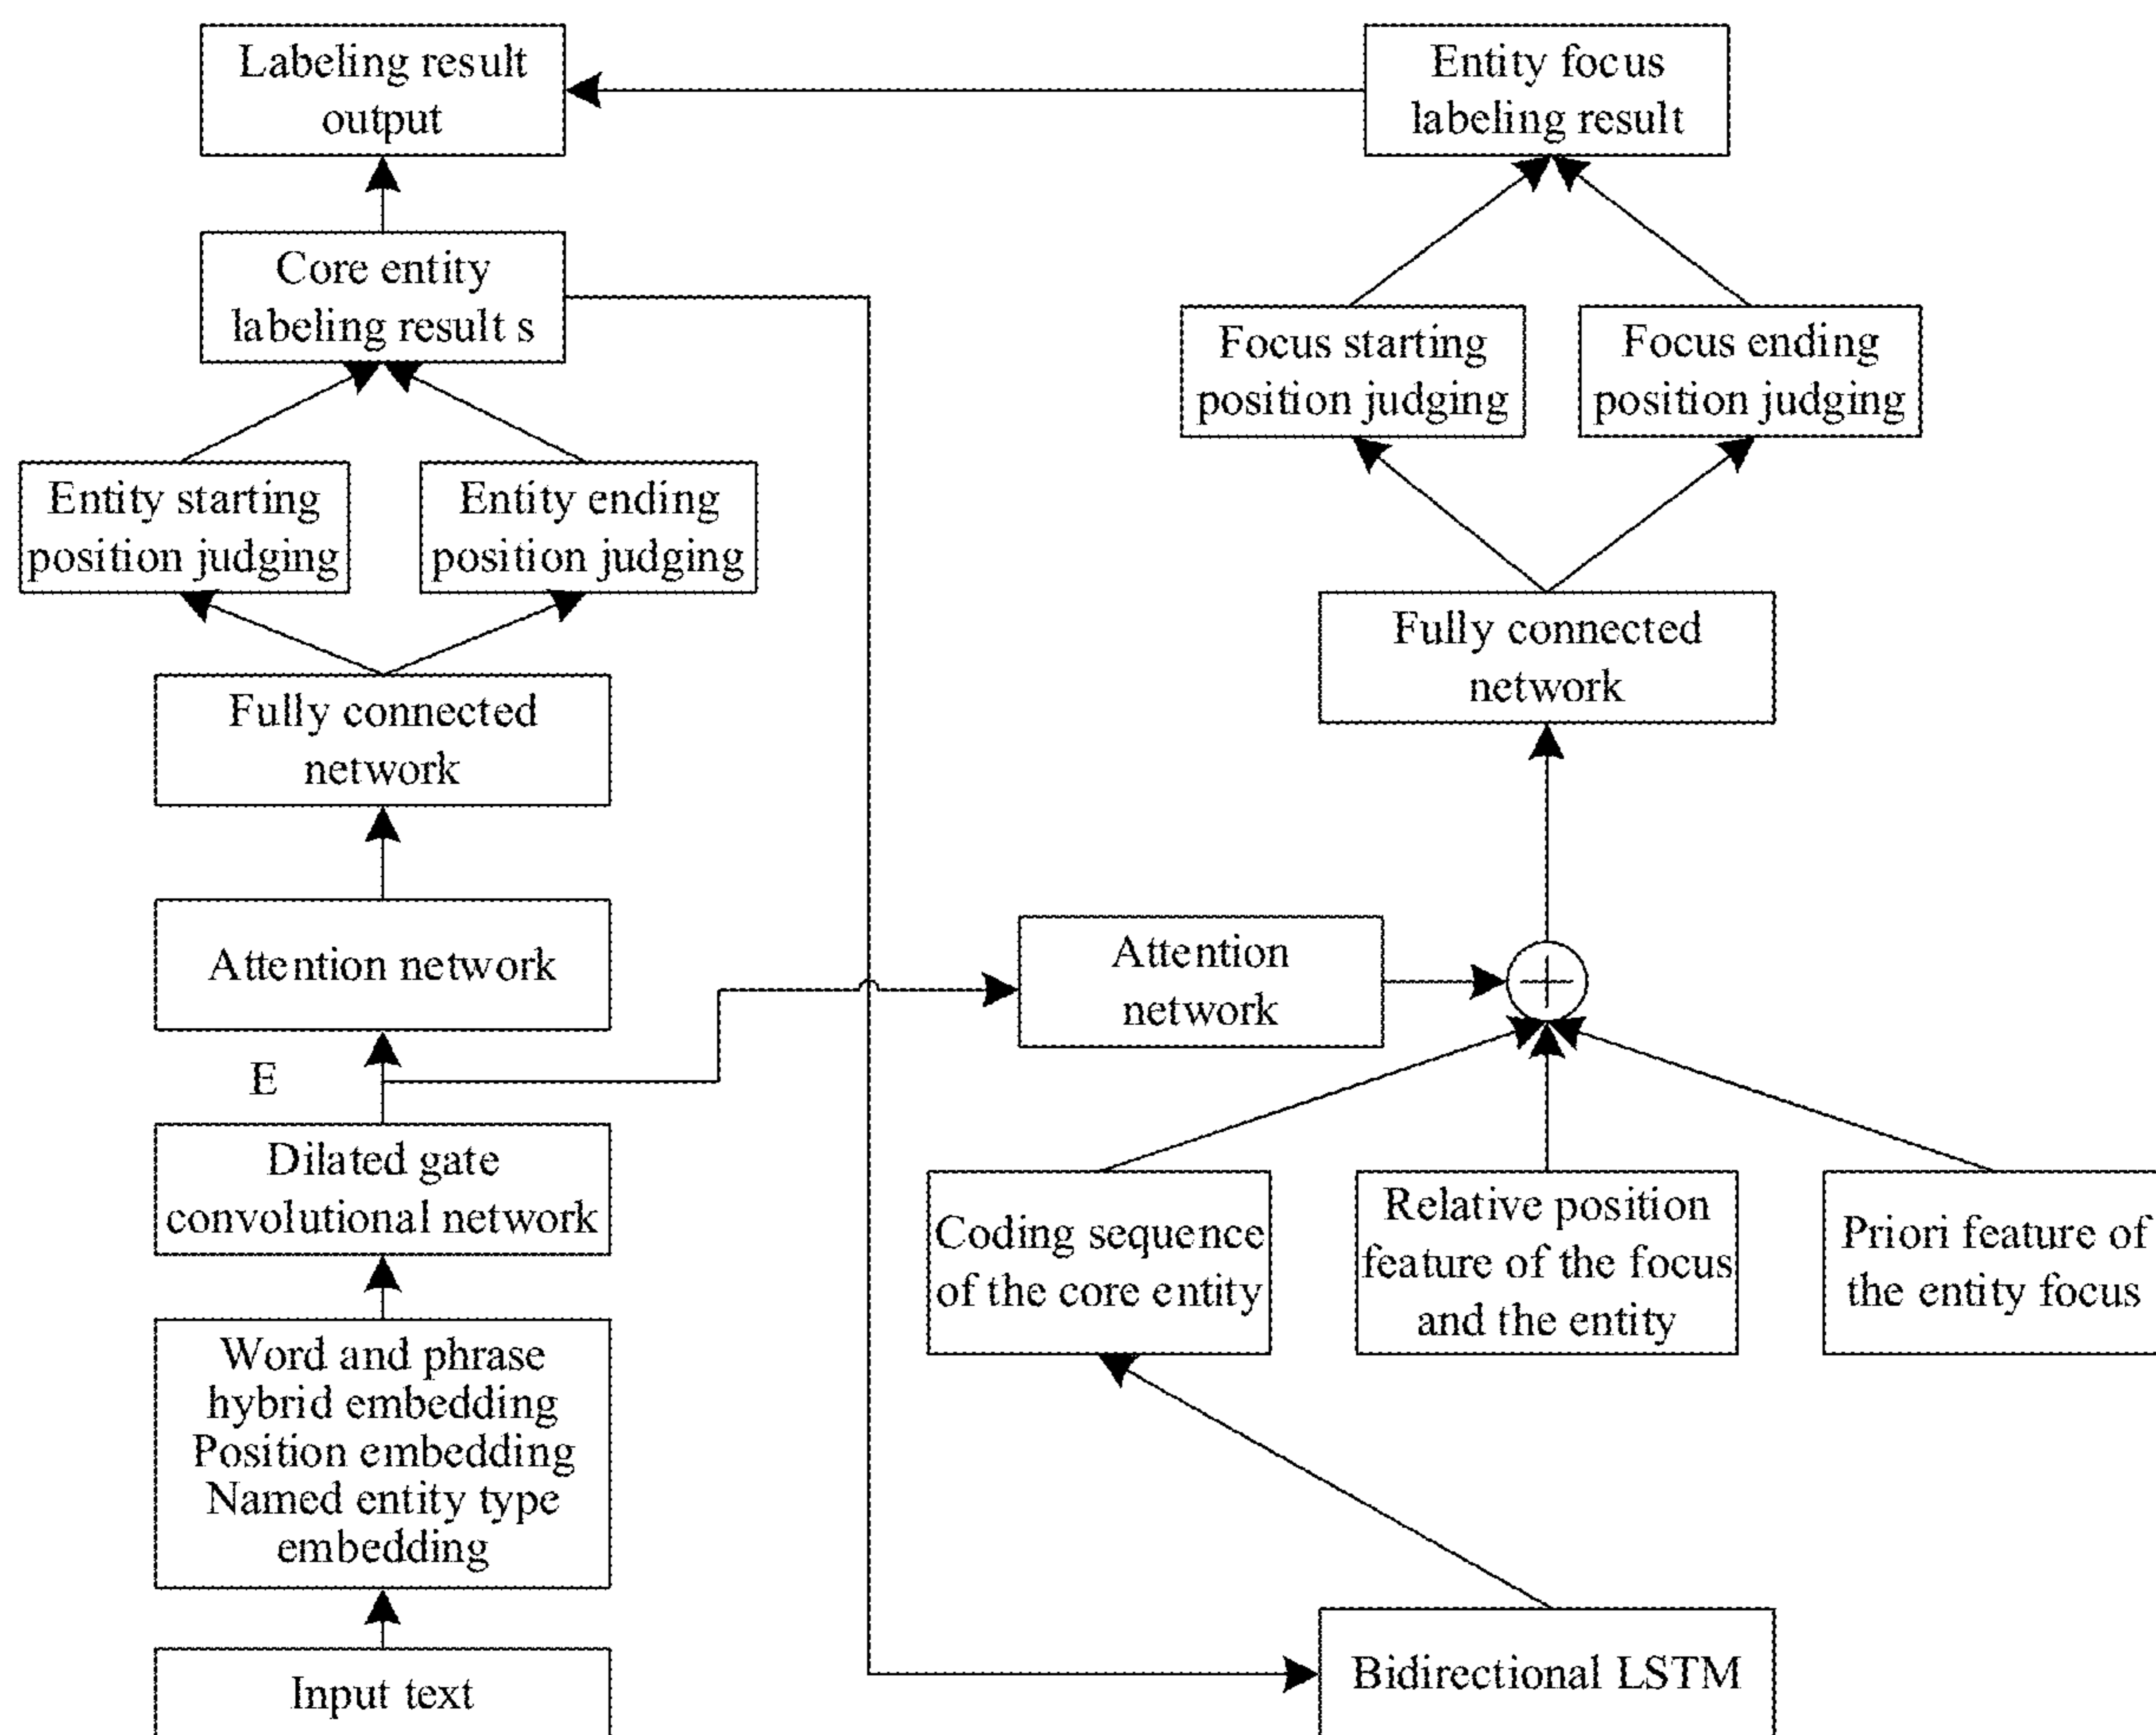 Labeling result
output
Entity focus
labeling result
Core entity
labeling result s
Focus starting
position judging
Focus ending
position judging
Entity starting
position judging
Entity ending
position judging
Fully connected
network
Fully connected
network
Attention network
Attention
network
E
Dilated gate
convolutional network
Coding sequence
of the core entity
Relative position
feature of the focus
and the entity
Priori feature of
the entity focus
Word and phrase
hybrid embedding
Position embedding
Named entity type
embedding
Input text
Bidirectional LSTM